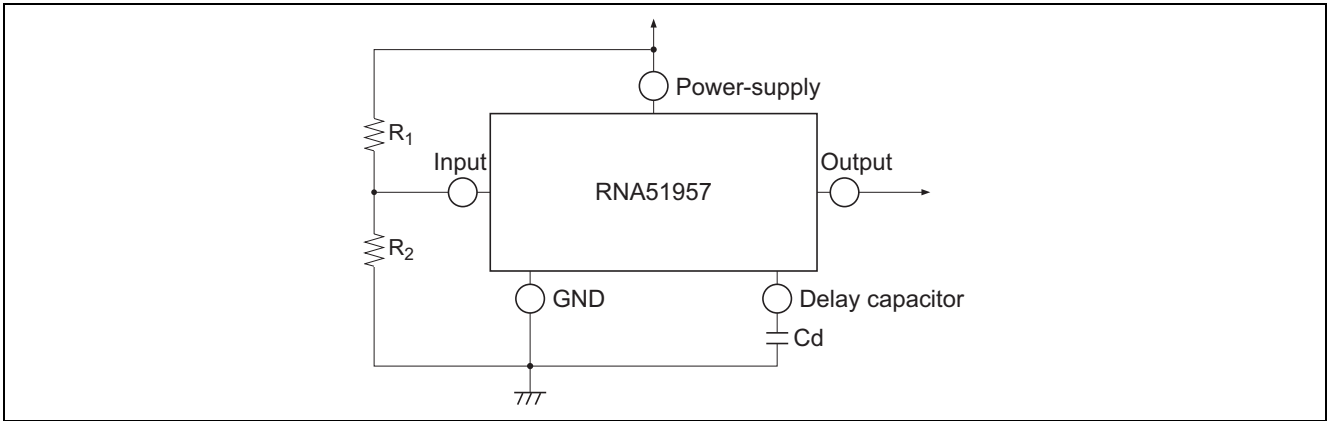 Power-supply
R1
Input
Output
RNA51957
R2
GND
Delay capacitor
Cd